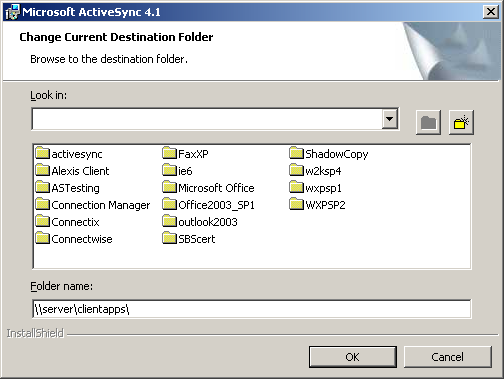 Microsoft ActiveSync 4.1
Change Current Destination Folder
Browse to the destination folder.
Look in:
activesync FaxXP ShadowCopy
Alexis Client ie6 w2ksp4
ASTesting Microsoft Office wxpsp1
Connection Manager Office2003_SP1 WXPSP2
Connectix outlook2003
Connectwise SBScert
Folder name:
\\server\clientapps\
InstallShield
OK Cancel